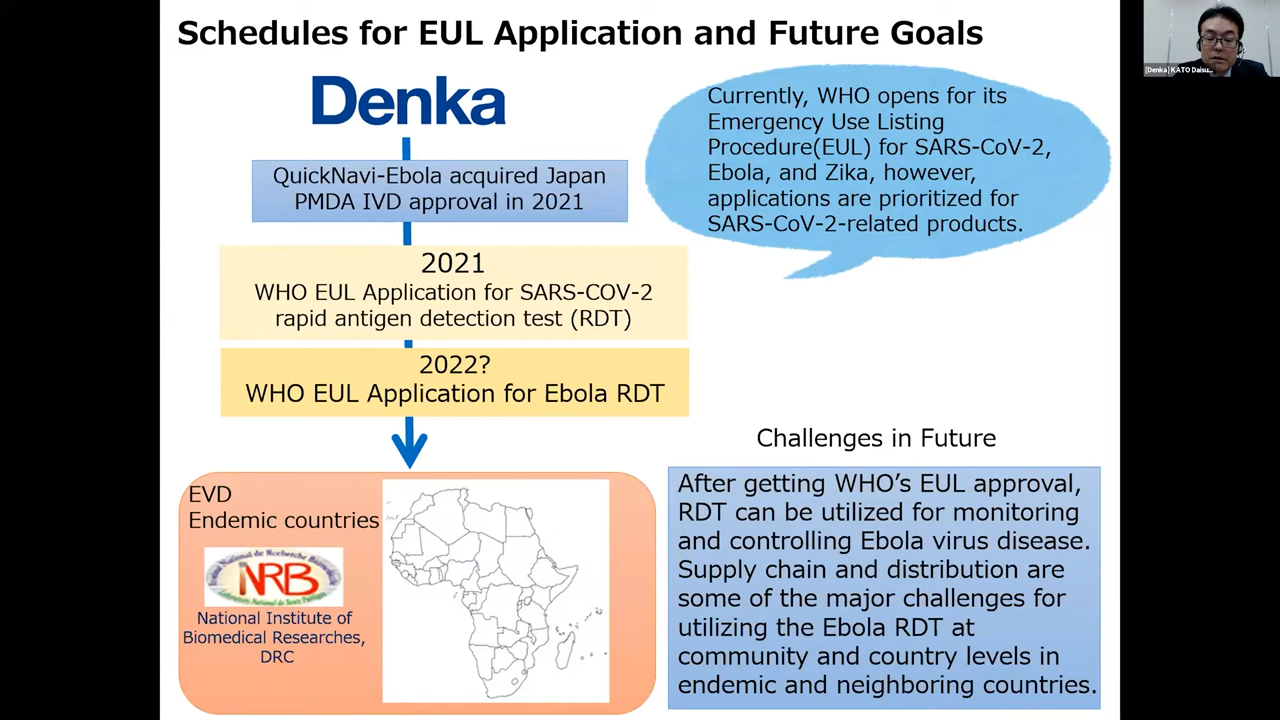 Schedules for EUL Application and Future Goals
Denka
QuickNavi-Ebola acquired Japan
PMDA IVD approval in 2021
2021
WHO EUL Application for SARS-COV-2
rapid antigen detection test (RDT)
2022?
WHO EUL Application for Ebola RDT
EVD
Endemic countries
INRB
National Institute of
Biomedical Researches,
DRC
Currently, WHO opens for its
Emergency Use Listing
Procedure(EUL) for SARS-CoV-2,
Ebola, and Zika, however,
applications are prioritized for
SARS-CoV-2-related products.
Challenges in Future
After getting WHO’s EUL approval,
RDT can be utilized for monitoring
and controlling Ebola virus disease.
Supply chain and distribution are
some of the major challenges for
utilizing the Ebola RDT at
community and country levels in
endemic and neighboring countries.
[Denka] KATO Daisu...